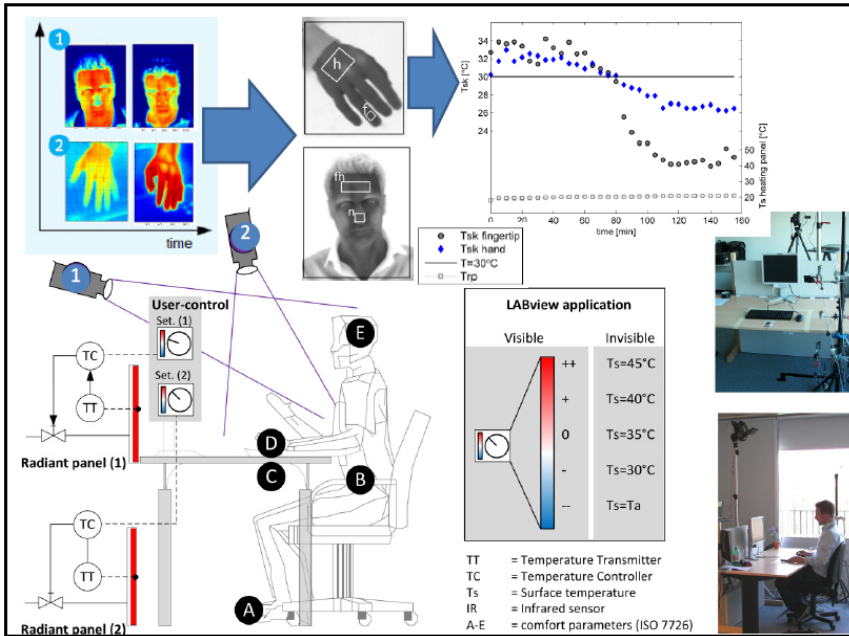 1
2
time
h
f
fh
n
Tsk [°C]
34
32
30
28
26
24
50
40
30
20
Ts heating panel [°C]
0
20
40
60
80
100
120
140
160
time [min]
Tsk fingertip
Tsk hand
T=30°C
Trp
1
2
User-control
Set. (1)
Set. (2)
TC
TT
Radiant panel (1)
TC
TT
Radiant panel (2)
E
D
C
B
A
LABview application
Visible
Invisible
++
Ts=45°C
+
Ts=40°C
0
Ts=35°C
-
Ts=30°C
--
Ts=Ta
TT = Temperature Transmitter
TC = Temperature Controller
Ts = Surface temperature
IR = Infrared sensor
A-E = comfort parameters (ISO 7726)